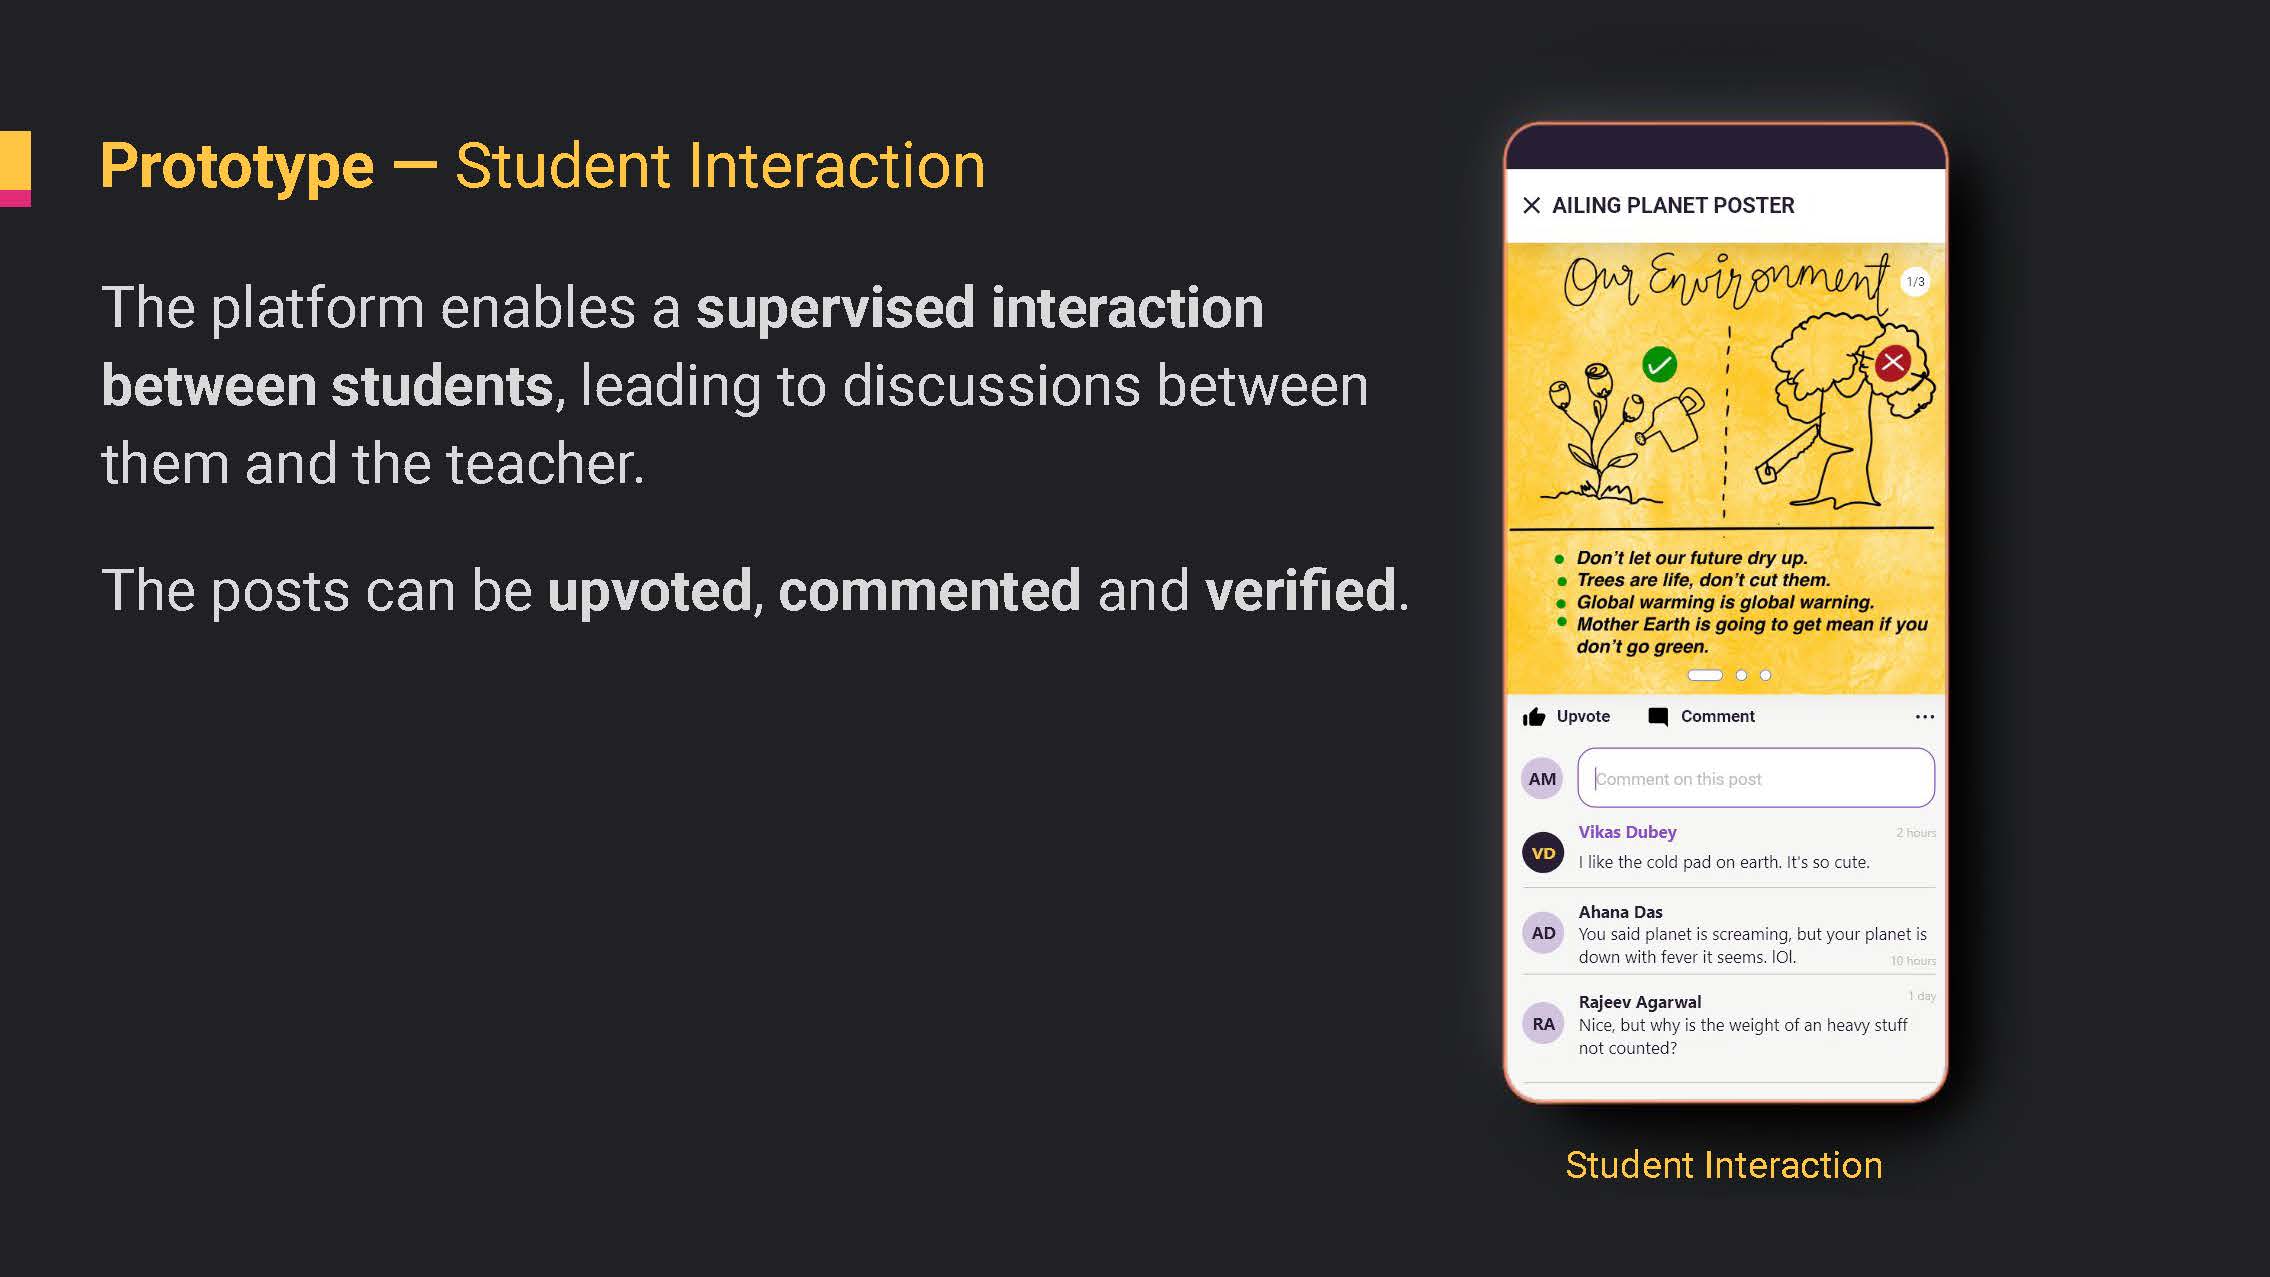 Prototype — Student Interaction
The platform enables a supervised interaction
between students, leading to discussions between
them and the teacher.
The posts can be upvoted, commented and verified.
AILING PLANET POSTER
Our Environment
1/3
Don't let our future dry up.
Trees are life, don't cut them.
Global warming is global warning.
Mother Earth is going to get mean if you
don't go green.
Upvote Comment
AM Comment on this post
Vikas Dubey 2 hours
VD I like the cold pad on earth. It's so cute.
Ahana Das
AD You said planet is screaming, but your planet is
down with fever it seems. lOl. 10 hours
Rajeev Agarwal 1 day
RA Nice, but why is the weight of an heavy stuff
not counted?
Student Interaction